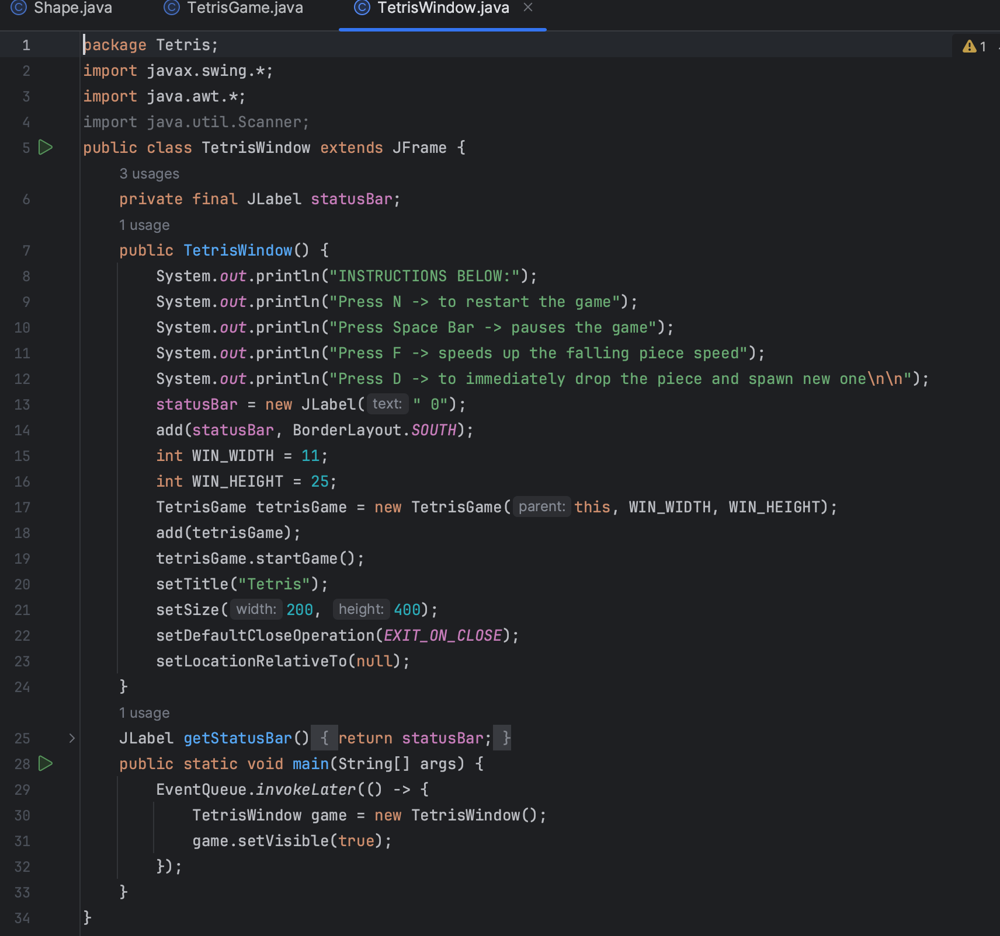 Shape.java TetrisGame.java TetrisWindow.java
1 package Tetris; 1
2 import javax.swing.*;
3 import java.awt.*;
4 import java.util.Scanner;
5 public class TetrisWindow extends JFrame {
3 usages
6 private final JLabel statusBar;
1 usage
7 public TetrisWindow() {
8 System.out.println("INSTRUCTIONS BELOW:");
9 System.out.println("Press N -> to restart the game");
10 System.out.println("Press Space Bar -> pauses the game");
11 System.out.println("Press F -> speeds up the falling piece speed");
12 System.out.println("Press D -> to immediately drop the piece and spawn new one\n\n");
13 statusBar = new JLabel( text: " 0");
14 add(statusBar, BorderLayout.SOUTH);
15 int WIN_WIDTH = 11;
16 int WIN_HEIGHT = 25;
17 TetrisGame tetrisGame = new TetrisGame( parent: this, WIN_WIDTH, WIN_HEIGHT);
18 add(tetrisGame);
19 tetrisGame.startGame();
20 setTitle("Tetris");
21 setSize( width: 200, height: 400);
22 setDefaultCloseOperation(EXIT_ON_CLOSE);
23 setLocationRelativeTo(null);
24 }
1 usage
25 JLabel getStatusBar() { return statusBar; }
28 public static void main(String[] args) {
29 EventQueue.invokeLater(() -> {
30 TetrisWindow game = new TetrisWindow();
31 game.setVisible(true);
32 });
33 }
34 }